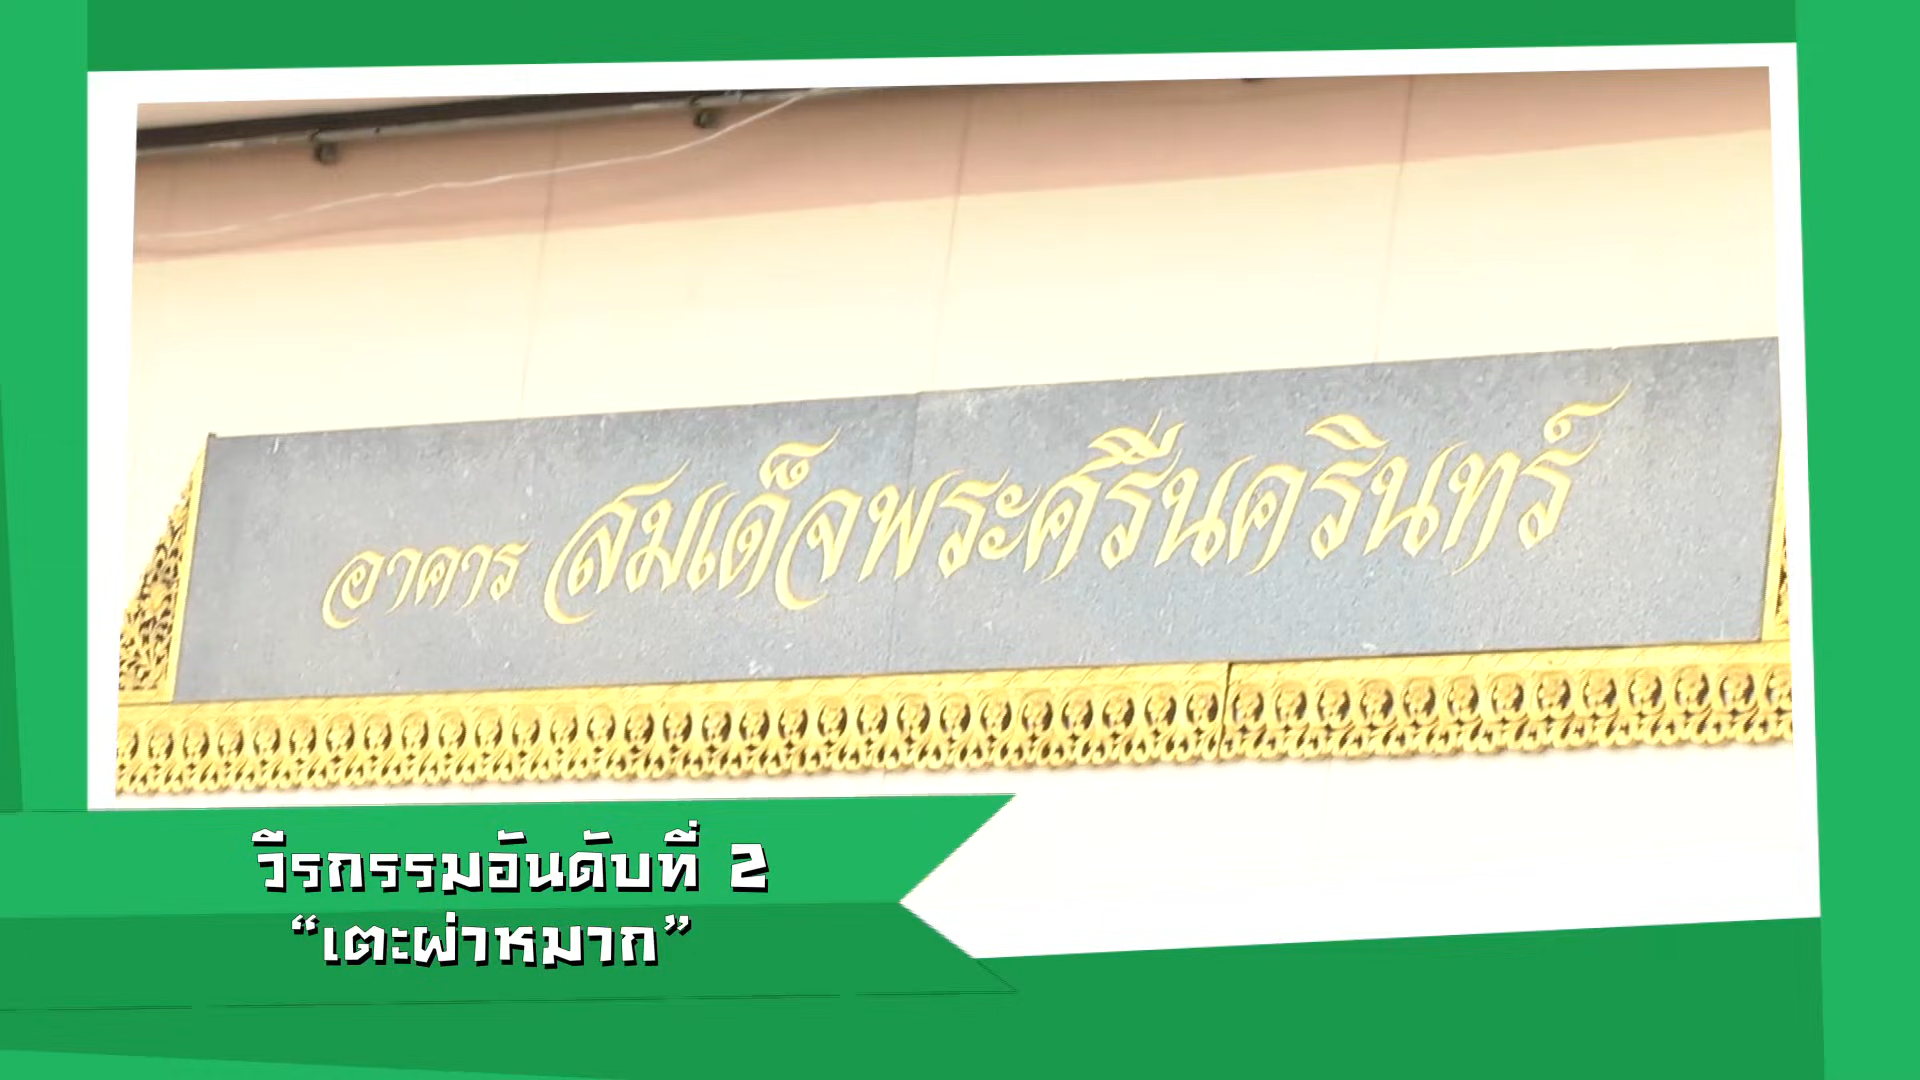 อาคาร สมเด็จพระศรีนครินทร์
วีรกรรมอันดับที่ 2
“เตะผ่าหมาก”